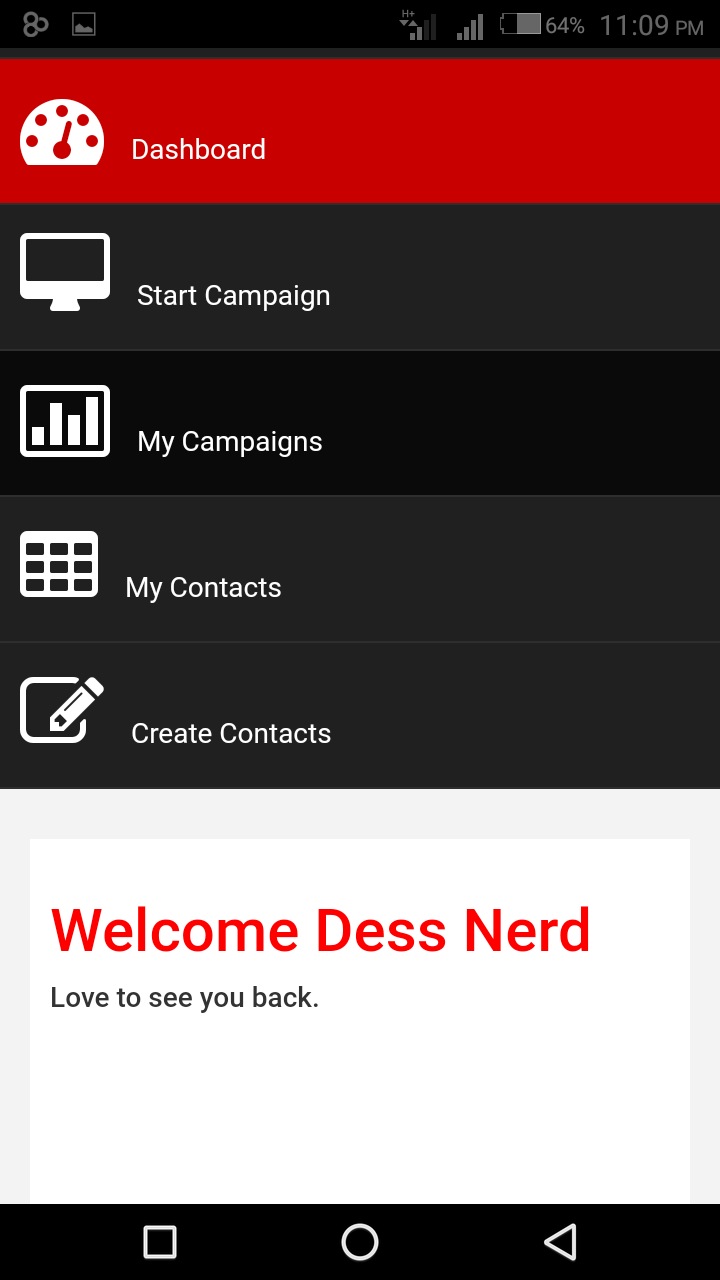 H+
64% 11:09 PM
Dashboard
Start Campaign
My Campaigns
My Contacts
Create Contacts
Welcome Dess Nerd
Love to see you back.